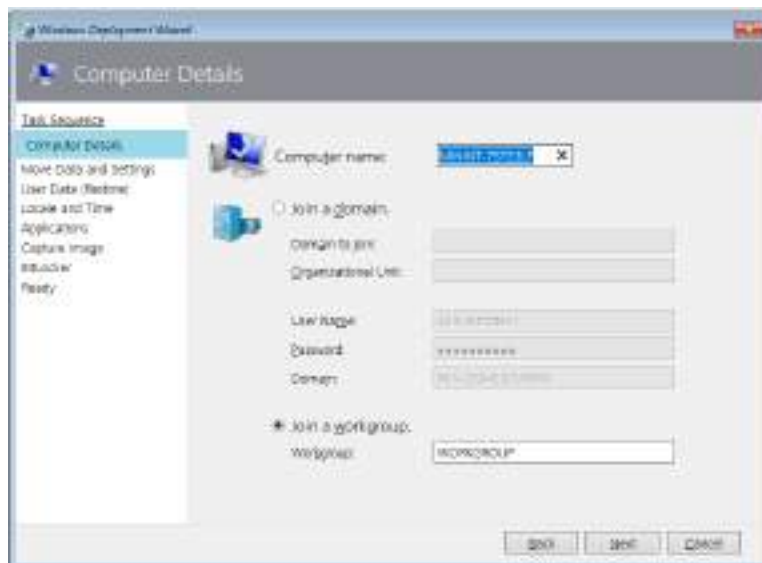 Windows Deployment Wizard
Computer Details
Task Sequence
Computer Details
Move Data and Settings
User Data (Restore)
Locale and Time
Applications
Capture Image
BitLocker
Ready
Computer name:
Join a domain.
Domain to join:
Organizational Unit:
User Name:
Password:
Domain:
Join a workgroup.
Workgroup:
WORKGROUP
Back
Next
Cancel